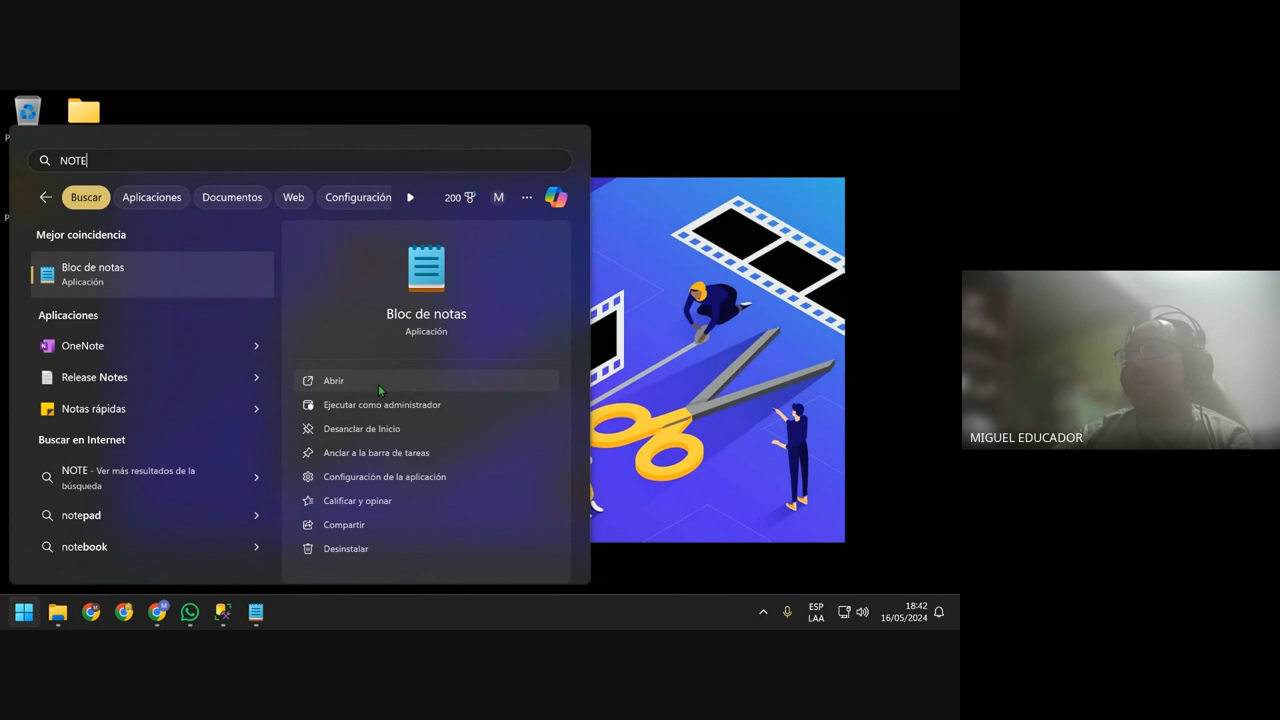 P
P
NOTE
Buscar
Aplicaciones
Documentos
Web
Configuración
200
M
Mejor coincidencia
Bloc de notas
Aplicación
Aplicaciones
OneNote
Release Notes
Notas rápidas
Buscar en Internet
NOTE - Ver más resultados de la
búsqueda
notepad
notebook
Bloc de notas
Aplicación
Abrir
Ejecutar como administrador
Desanclar de Inicio
Anclar a la barra de tareas
Configuración de la aplicación
Calificar y opinar
Compartir
Desinstalar
ESP
LAA
18:42
16/05/2024
MIGUEL EDUCADOR